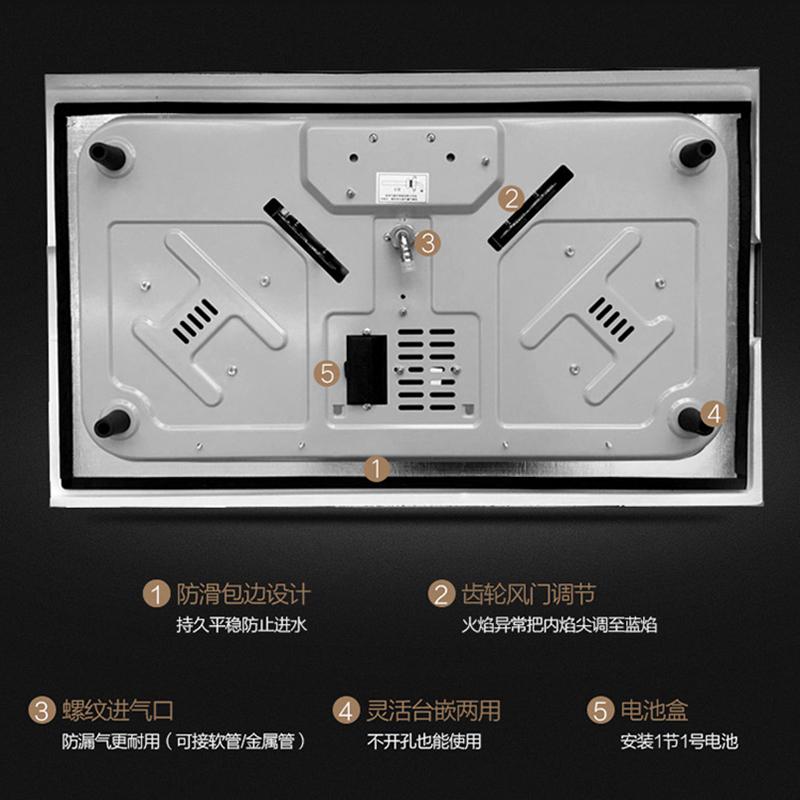 2
3
5
4
1
1 防滑包边设计
持久平稳防止进水
2 齿轮风门调节
火焰异常把内焰尖调至蓝焰
3 螺纹进气口
防漏气更耐用（可接软管/金属管）
4 灵活台嵌两用
不开孔也能使用
5 电池盒
安装1节1号电池